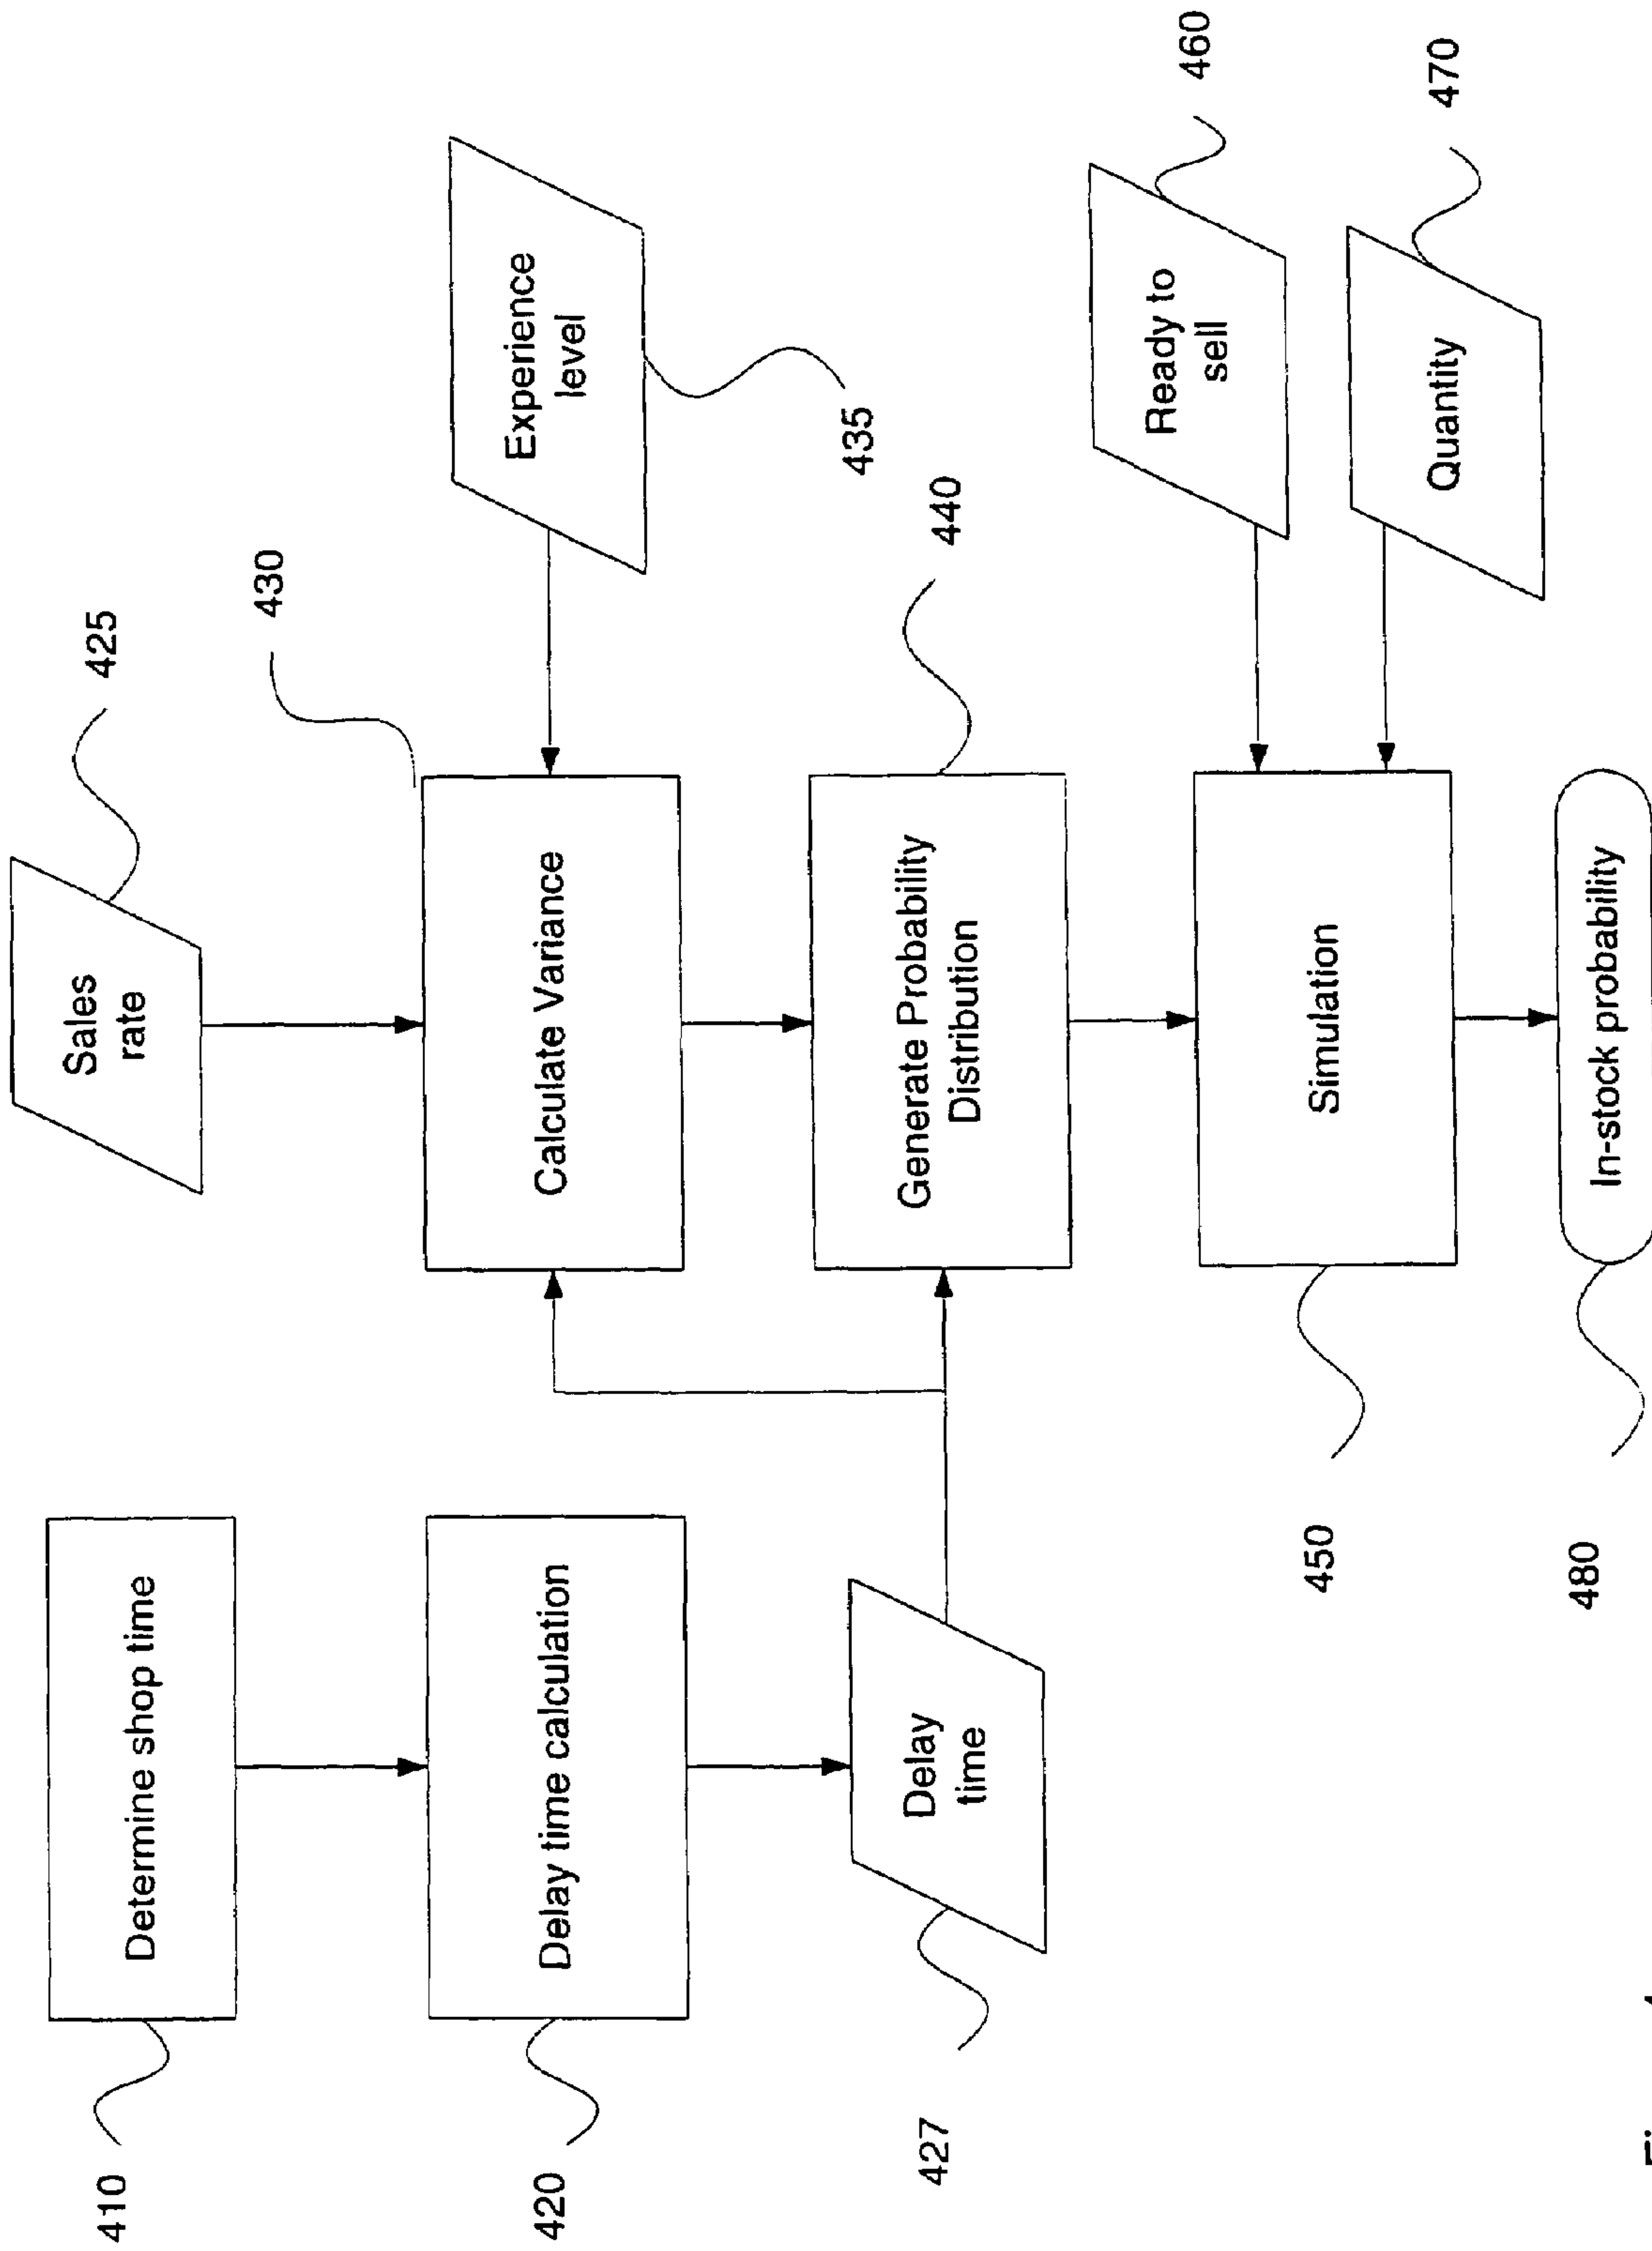 Sales
rate
425
430
410
Determine shop time
Calculate Variance
Experience
level
435
420
Delay time calculation
440
Generate Probability
Distribution
427
Delay
time
460
Ready to
sell
450
Simulation
470
Quantity
480
In-stock probability